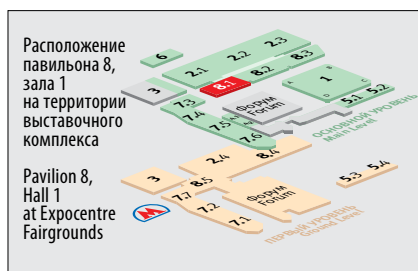 Расположение
павильона 8,
зала 1
на территории
выставочного
комплекса
Pavilion 8,
Hall 1
at Expocentre
Fairgrounds
6
2.1
2.2
2.3
3
8.1
8.2
8.3
1
7.3
7.4
7.5
7.6
Форум
Forum
5.1
5.2
ОСНОВНОЙ УРОВЕНЬ
Main Level
3
2.4
8.4
8.5
7.7
7.2
7.1
Форум
Forum
5.3
5.4
ПЕРВЫЙ УРОВЕНЬ
Ground Level
М